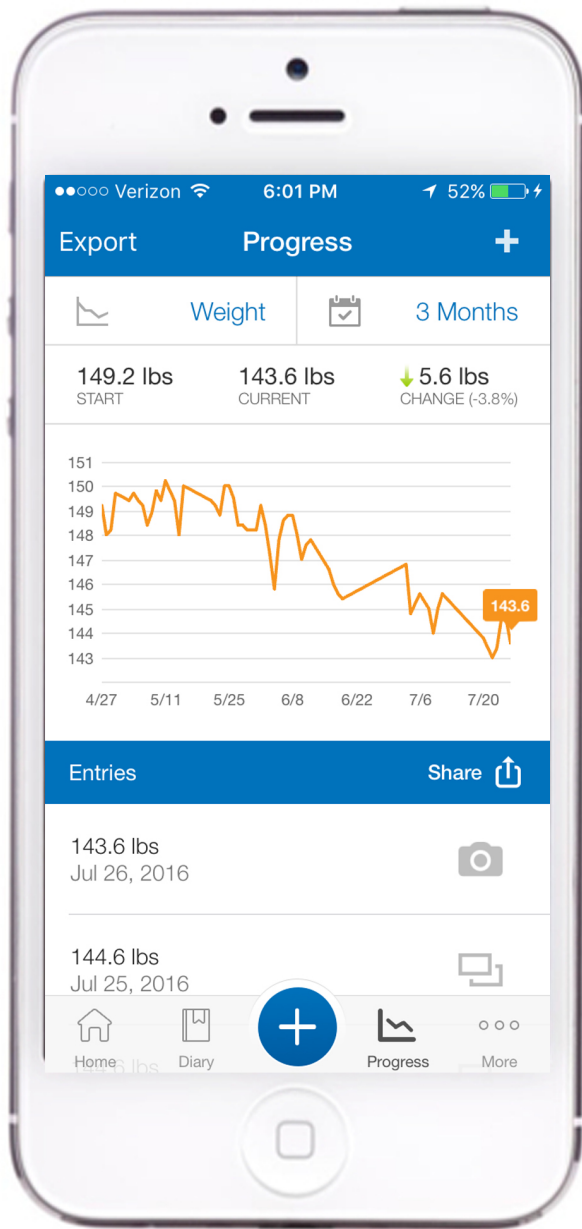 Verizon 6:01 PM 52%
Export Progress +
Weight 3 Months
149.2 lbs 143.6 lbs 5.6 lbs
START CURRENT CHANGE (-3.8%)
151
150
149
148
147
146
145
144
143
143.6
4/27 5/11 5/25 6/8 6/22 7/6 7/20
Entries Share
143.6 lbs
Jul 26, 2016
144.6 lbs
Jul 25, 2016
Home Diary Progress More
144.6 lbs